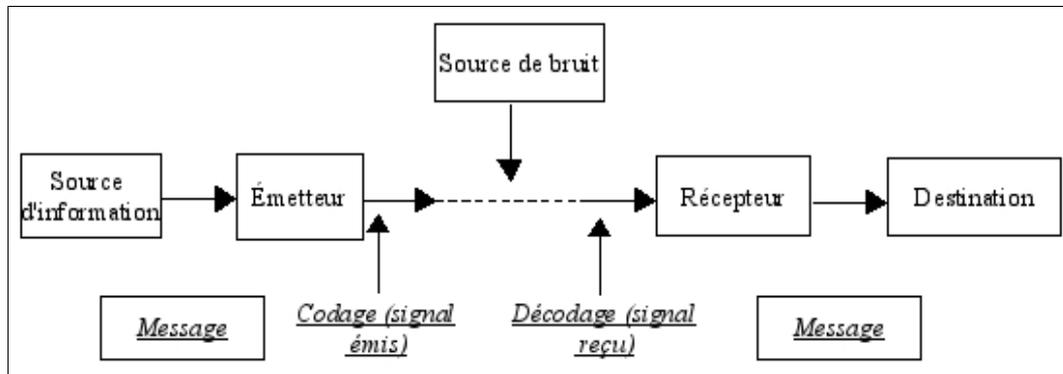 Source de bruit
Source
d'information
Émetteur
Récepteur
Destination
Message
Codage (signal
émis)
Décodage (signal
reçu)
Message